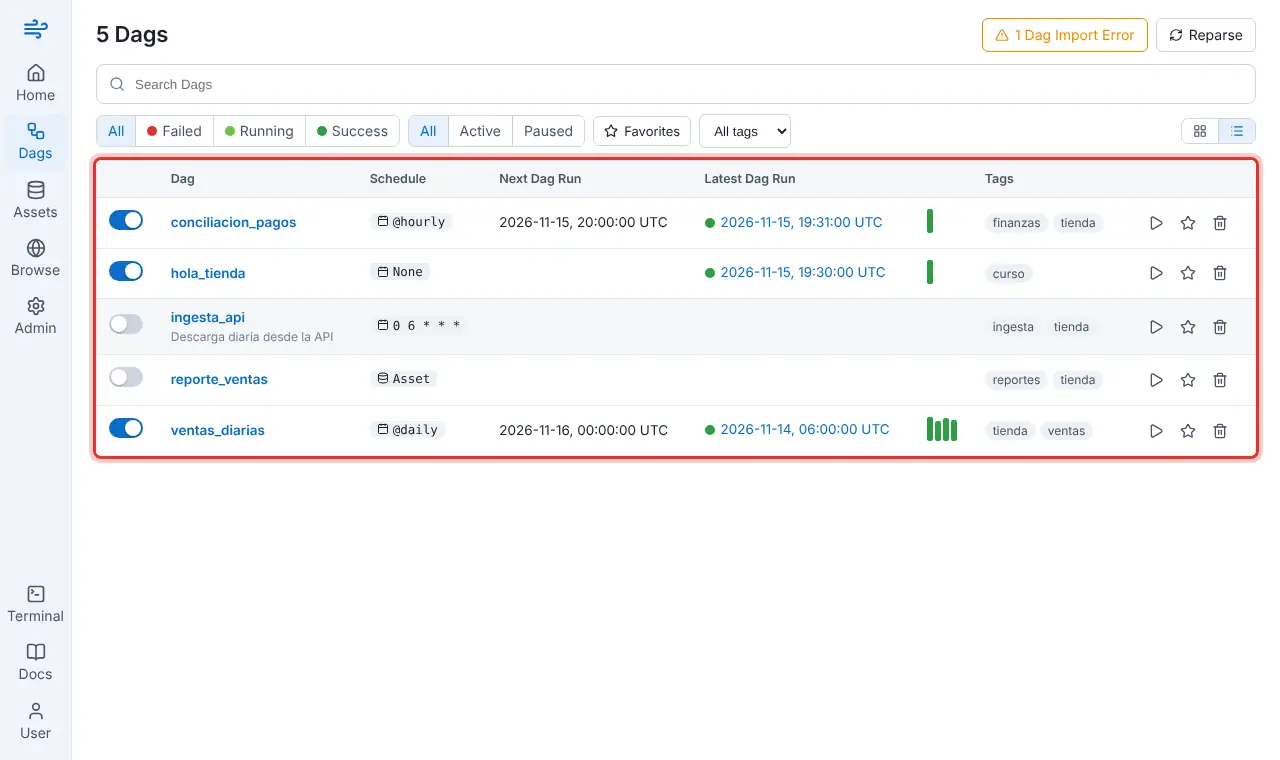 5 Dags
1 Dag Import Error
Reparse
Search Dags
All Failed Running Success All Active Paused Favorites All tags
Home
Dags
Assets
Browse
Admin
Terminal
Docs
User
Dag Schedule Next Dag Run Latest Dag Run Tags
conciliacion_pagos @hourly 2026-11-15, 20:00:00 UTC 2026-11-15, 19:31:00 UTC finanzas tienda
hola_tienda None 2026-11-15, 19:30:00 UTC curso
ingesta_api 0 6 * * * ingesta tienda
Descarga diaria desde la API
reporte_ventas Asset reportes tienda
ventas_diarias @daily 2026-11-16, 00:00:00 UTC 2026-11-14, 06:00:00 UTC tienda ventas